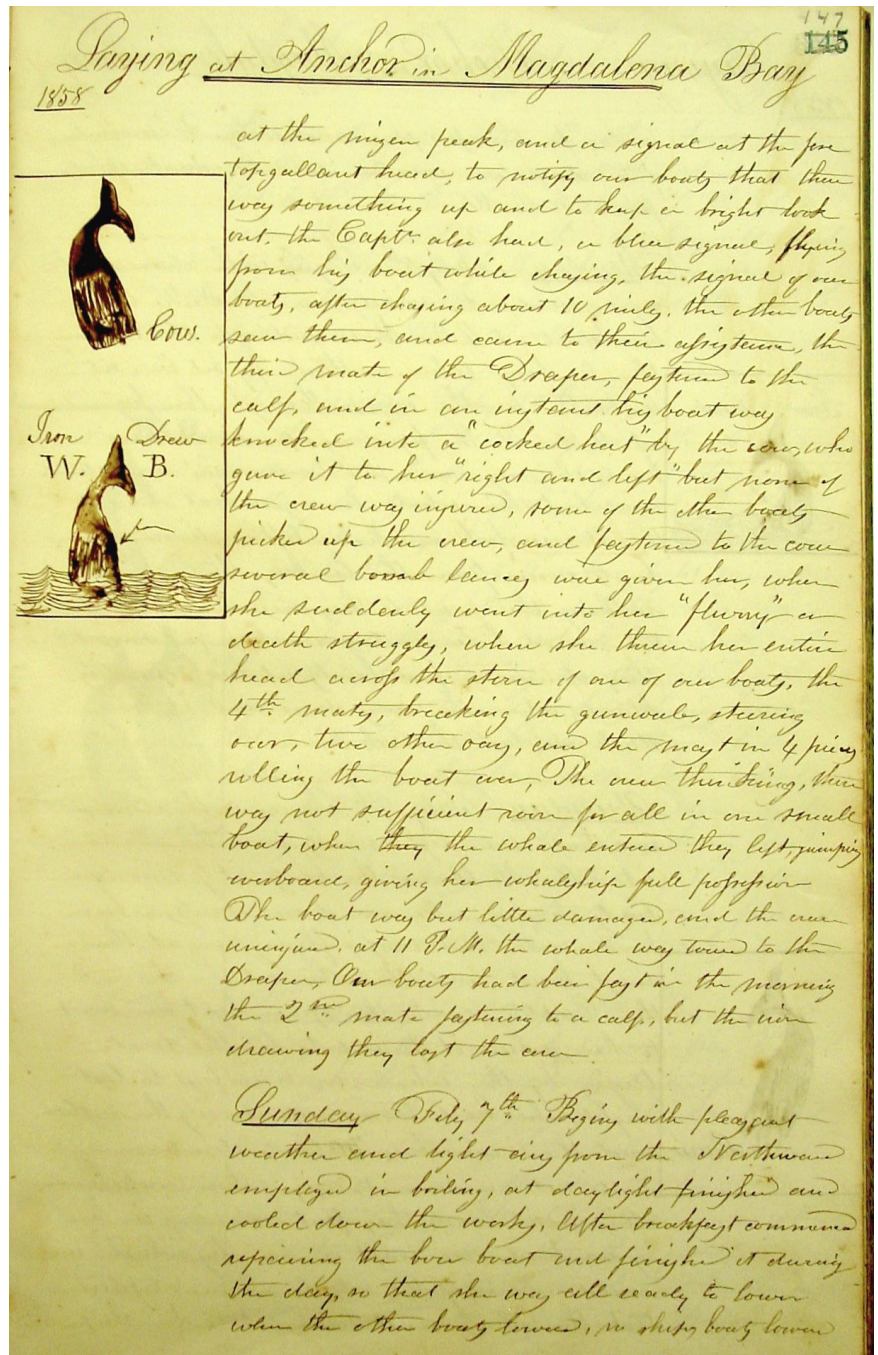 147
145
Laying at Anchor in Magdalena Bay
1858
at the mizen peak, and a signal at the fore
topgallant head, to notify our boats that there
was something up and to keep a bright look
out. the Captn. also had, a blue signal, flying
from his boat while chasing, the signal of our
boats, after chasing about 10 miles, the other boats
saw them, and came to their assistance, the
third mate of the Draper, fastened to the
calf, and in an instant his boat was
knocked into a "cocked hat" by the cow, who
gave it to her "right and left" but none of
the crew was injured, some of the other boats
picked up the crew, and fastened to the cow
several bomb lances were given her, when
she suddenly went into her "flurry" or
death struggles, when she threw her entire
head across the stern of one of our boats, the
4th. mates, breaking the gunwale, steering
oar, two other oars, and the mast in 4 pieces
rolling the boat over, The crew thinking, there
was not sufficient room for all in one small
boat, when they the whale entered they left, jumping
overboard, giving her whaleship full possession
The boat was but little damaged, and the crew
uninjured. at 11 P.M. the whale was towed to the
Draper, Our boats had been fast in the morning
the 2nd. mate fastening to a calf, but the iron
drawing they lost the cow
Cow.
Iron Drew
W. B.
Sunday Feby 7th. Begins with pleasant
weather and light airs from the Northward
employed in boiling, at daylight finished and
cooled down the works, After breakfast commenced
repairing the bow boat and finished it during
the day, so that she was all ready to lower
when the other boats lowered, no ships boats lowered